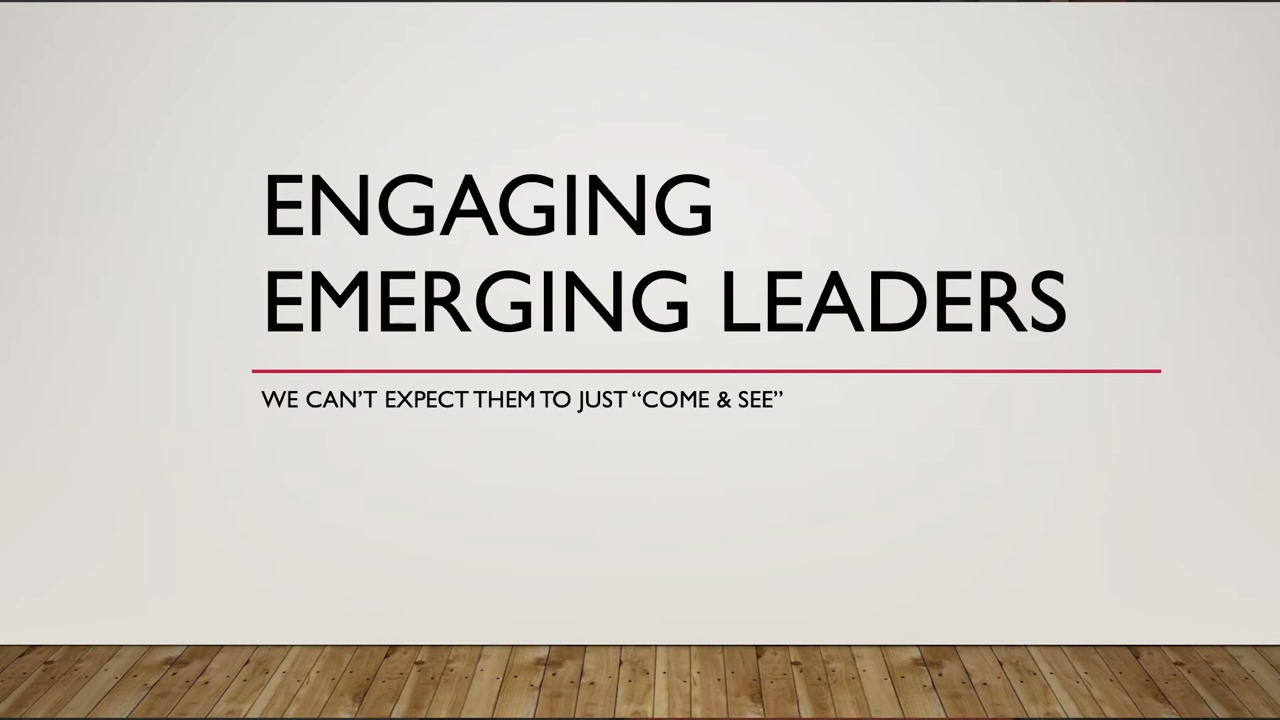 ENGAGING
EMERGING LEADERS
WE CAN’T EXPECT THEM TO JUST “COME & SEE”